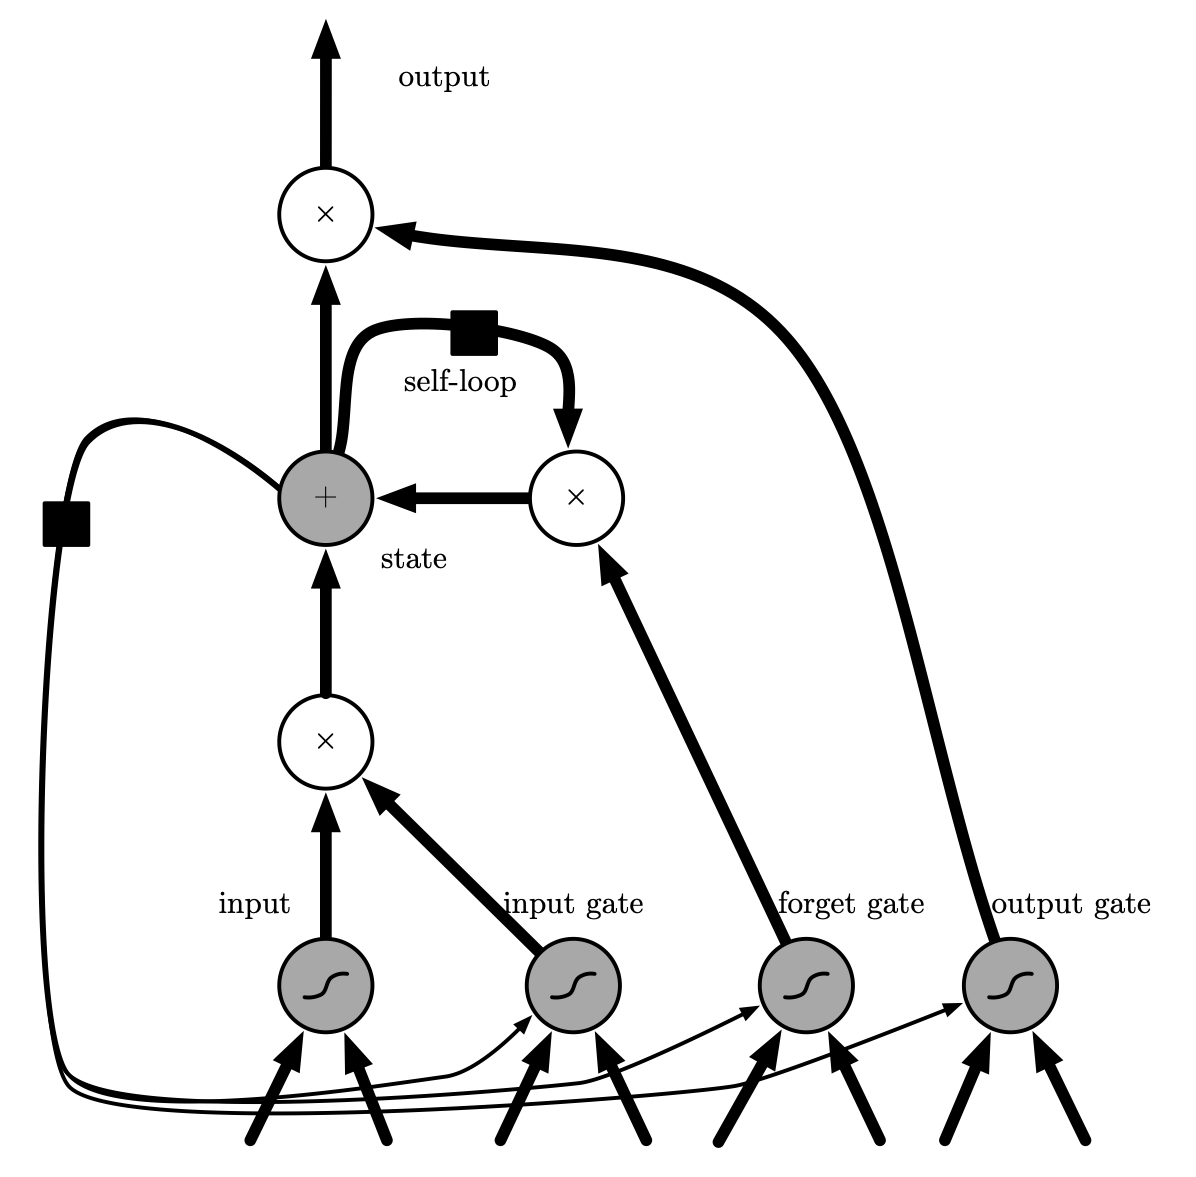 output
×
self-loop
+
×
state
×
input
input gate
forget gate
output gate